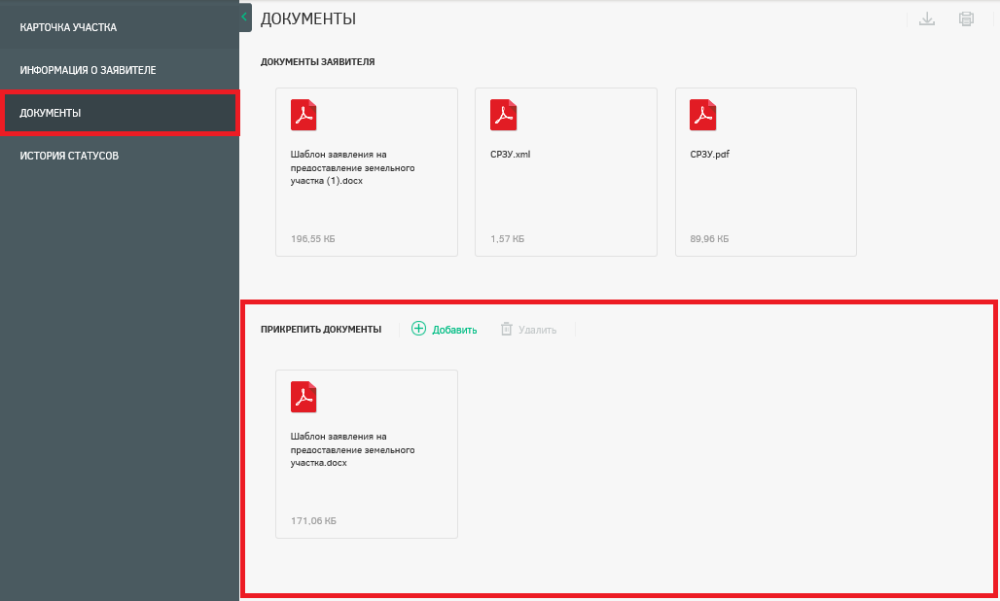 КАРТОЧКА УЧАСТКА
ИНФОРМАЦИЯ О ЗАЯВИТЕЛЕ
ДОКУМЕНТЫ
ИСТОРИЯ СТАТУСОВ
ДОКУМЕНТЫ
ДОКУМЕНТЫ ЗАЯВИТЕЛЯ
Шаблон заявления на
предоставление земельного
участка (1).docx
196,55 КБ
СРЗУ.xml
1,57 КБ
СРЗУ.pdf
89,96 КБ
ПРИКРЕПИТЬ ДОКУМЕНТЫ
Добавить
Удалить
Шаблон заявления на
предоставление земельного
участка.docx
171,06 КБ